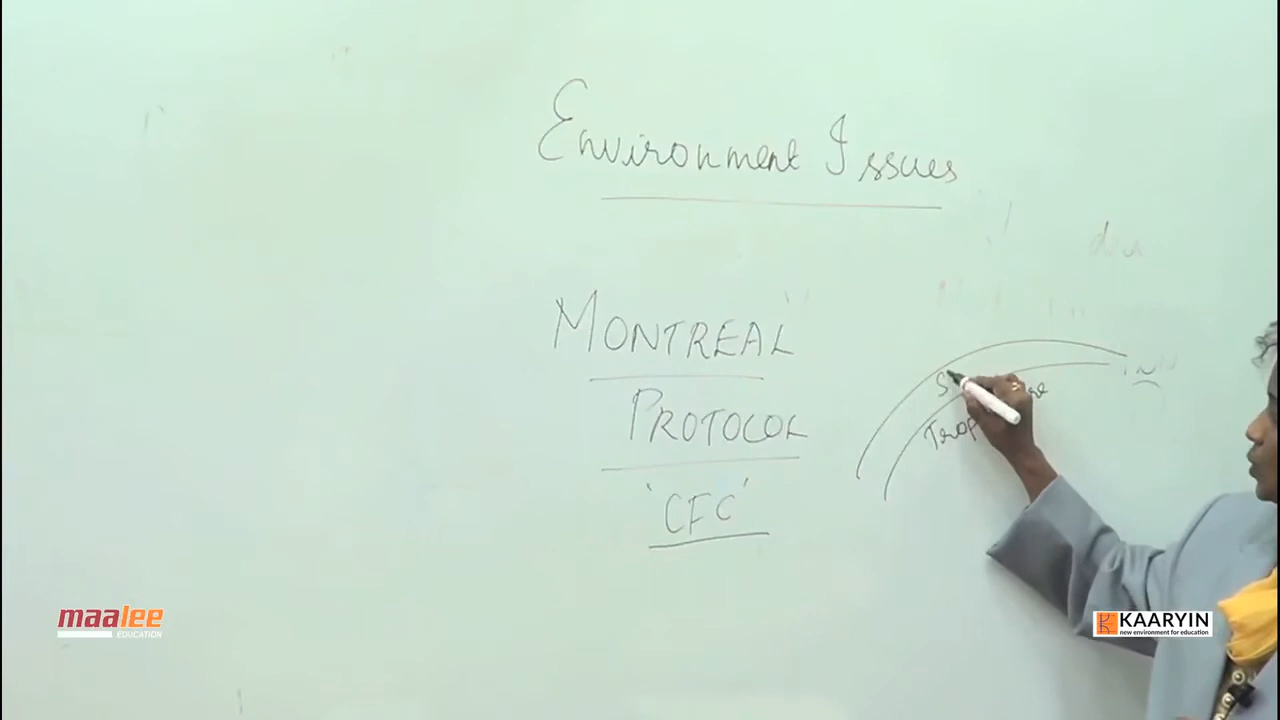 Environment Issues
MONTREAL
PROTOCOL
'CFC'
maalee
EDUCATION
KAARYIN
new environment for education